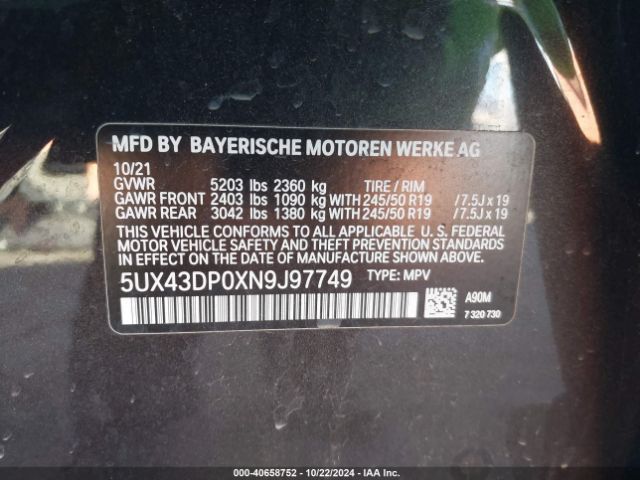 MFD BY BAYERISCHE MOTOREN WERKE AG
10/21
GVWR 5203 lbs 2360 kg TIRE / RIM
GAWR FRONT 2403 lbs 1090 kg WITH 245/50 R19 /7.5J x 19
GAWR REAR 3042 lbs 1380 kg WITH 245/50 R19 /7.5J x 19
THIS VEHICLE CONFORMS TO ALL APPLICABLE U. S. FEDERAL
MOTOR VEHICLE SAFETY AND THEFT PREVENTION STANDARDS
IN EFFECT ON THE DATE OF MANUFACTURE SHOWN ABOVE.
5UX43DP0XN9J97749 TYPE: MPV
A90M
7 320 730
000-40658752 - 10/22/2024 - IAA Inc.